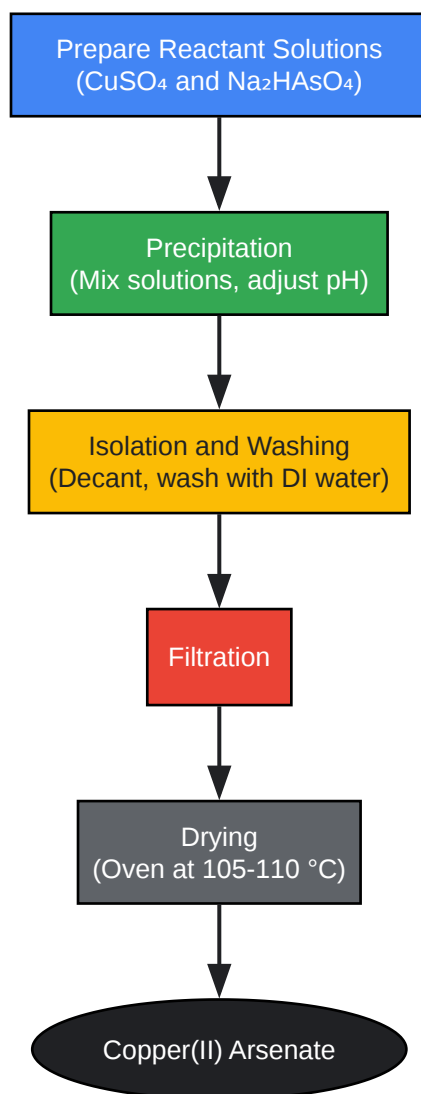 Prepare Reactant Solutions
(CuSO₄ and Na₂HAsO₄)
Precipitation
(Mix solutions, adjust pH)
Isolation and Washing
(Decant, wash with DI water)
Filtration
Drying
(Oven at 105-110 °C)
Copper(II) Arsenate